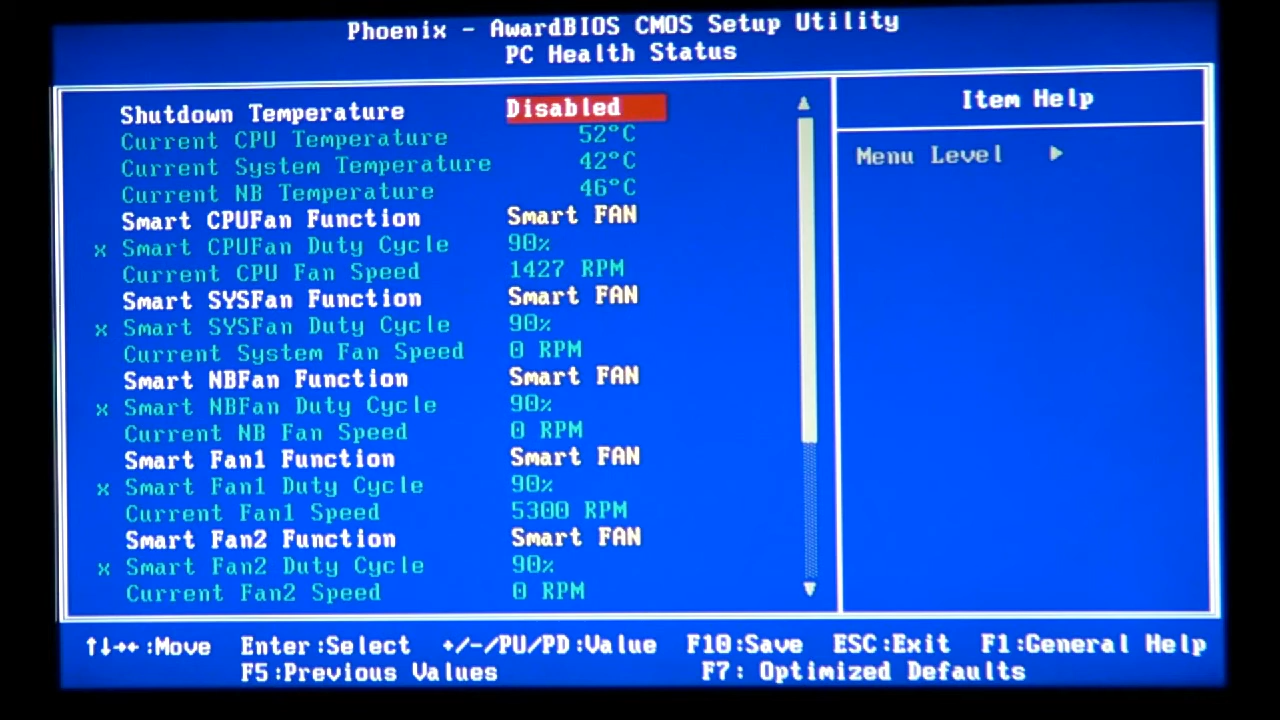 Phoenix - AwardBIOS CMOS Setup Utility
PC Health Status
Shutdown Temperature Disabled
Current CPU Temperature 52°C
Current System Temperature 42°C
Current NB Temperature 46°C
Smart CPUFan Function Smart FAN
x Smart CPUFan Duty Cycle 90%
Current CPU Fan Speed 1427 RPM
Smart SYSFan Function Smart FAN
x Smart SYSFan Duty Cycle 90%
Current System Fan Speed 0 RPM
Smart NBFan Function Smart FAN
x Smart NBFan Duty Cycle 90%
Current NB Fan Speed 0 RPM
Smart Fan1 Function Smart FAN
x Smart Fan1 Duty Cycle 90%
Current Fan1 Speed 5300 RPM
Smart Fan2 Function Smart FAN
x Smart Fan2 Duty Cycle 90%
Current Fan2 Speed 0 RPM
Item Help
Menu Level ▶
↑↓→←:Move Enter:Select +/-/PU/PD:Value F10:Save ESC:Exit F1:General Help
F5:Previous Values F7: Optimized Defaults